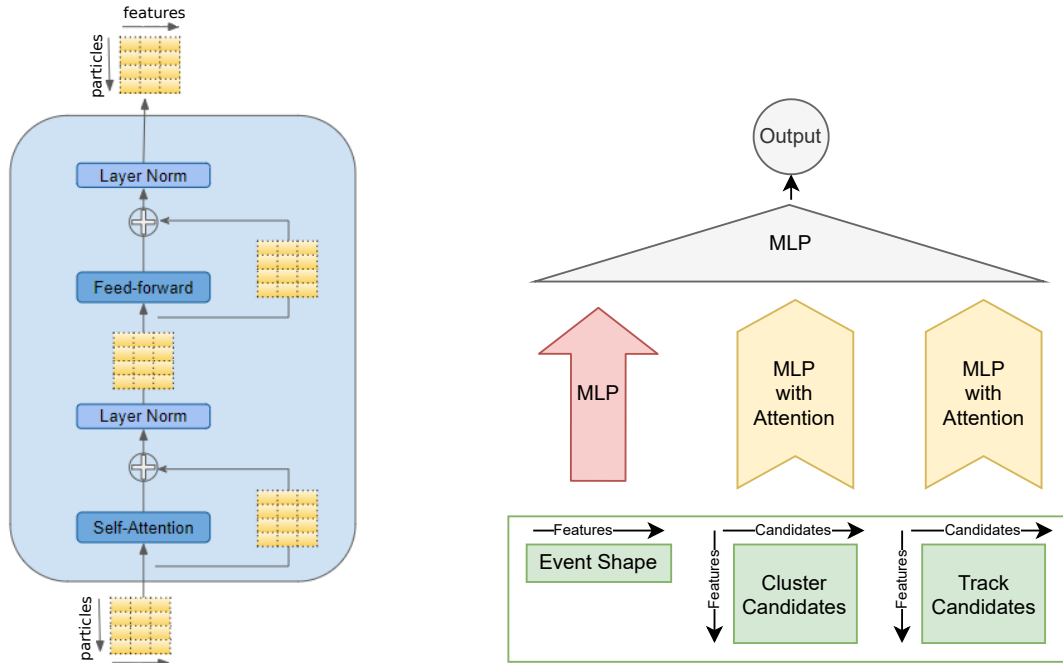 features
particles
Layer Norm
Feed-forward
Layer Norm
Self-Attention
particles
Output
MLP
MLP
MLP
with
Attention
MLP
with
Attention
Features
Event Shape
Candidates
Features
Cluster
Candidates
Candidates
Features
Track
Candidates